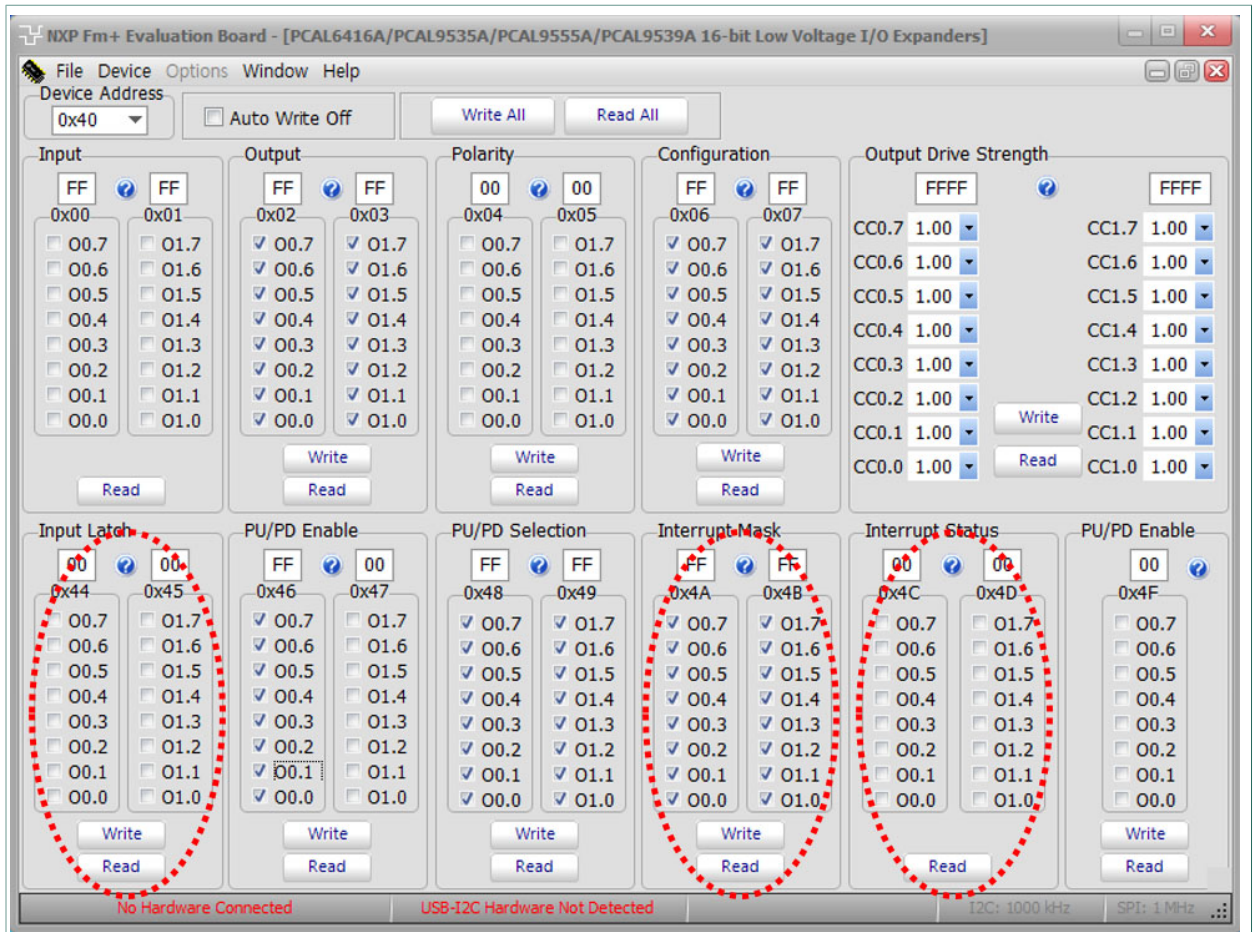 NXP Fm+ Evaluation Board - [PCAL6416A/PCAL9535A/PCAL9555A/PCAL9539A 16-bit Low Voltage I/O Expanders]
File Device Options Window Help
Device Address
0x40
Auto Write Off
Write All Read All
Input Output Polarity Configuration Output Drive Strength
FF FF FF FF 00 00 FF FF FFFF FFFF
0x00 0x01 0x02 0x03 0x04 0x05 0x06 0x07
O0.7 O1.7 O0.7 O1.7 O0.7 O1.7 O0.7 O1.7 CC0.7 1.00 CC1.7 1.00
O0.6 O1.6 O0.6 O1.6 O0.6 O1.6 O0.6 O1.6 CC0.6 1.00 CC1.6 1.00
O0.5 O1.5 O0.5 O1.5 O0.5 O1.5 O0.5 O1.5 CC0.5 1.00 CC1.5 1.00
O0.4 O1.4 O0.4 O1.4 O0.4 O1.4 O0.4 O1.4 CC0.4 1.00 CC1.4 1.00
O0.3 O1.3 O0.3 O1.3 O0.3 O1.3 O0.3 O1.3 CC0.3 1.00 CC1.3 1.00
O0.2 O1.2 O0.2 O1.2 O0.2 O1.2 O0.2 O1.2 CC0.2 1.00 CC1.2 1.00
O0.1 O1.1 O0.1 O1.1 O0.1 O1.1 O0.1 O1.1 CC0.1 1.00 Write CC1.1 1.00
O0.0 O1.0 O0.0 O1.0 O0.0 O1.0 O0.0 O1.0 CC0.0 1.00 Read CC1.0 1.00
Write Write Write
Read Read Read Read
Input Latch PU/PD Enable PU/PD Selection Interrupt Mask Interrupt Status PU/PD Enable
00 00 FF 00 FF FF FF FF 00 00 00
0x44 0x45 0x46 0x47 0x48 0x49 0x4A 0x4B 0x4C 0x4D 0x4F
O0.7 O1.7 O0.7 O1.7 O0.7 O1.7 O0.7 O1.7 O0.7 O1.7 O0.7
O0.6 O1.6 O0.6 O1.6 O0.6 O1.6 O0.6 O1.6 O0.6 O1.6 O0.6
O0.5 O1.5 O0.5 O1.5 O0.5 O1.5 O0.5 O1.5 O0.5 O1.5 O0.5
O0.4 O1.4 O0.4 O1.4 O0.4 O1.4 O0.4 O1.4 O0.4 O1.4 O0.4
O0.3 O1.3 O0.3 O1.3 O0.3 O1.3 O0.3 O1.3 O0.3 O1.3 O0.3
O0.2 O1.2 O0.2 O1.2 O0.2 O1.2 O0.2 O1.2 O0.2 O1.2 O0.2
O0.1 O1.1 O0.1 O1.1 O0.1 O1.1 O0.1 O1.1 O0.1 O1.1 O0.1
O0.0 O1.0 O0.0 O1.0 O0.0 O1.0 O0.0 O1.0 O0.0 O1.0 O0.0
Write Write Write Write Write
Read Read Read Read Read Read
No Hardware Connected USB-I2C Hardware Not Detected I2C: 1000 kHz SPI: 1 MHz